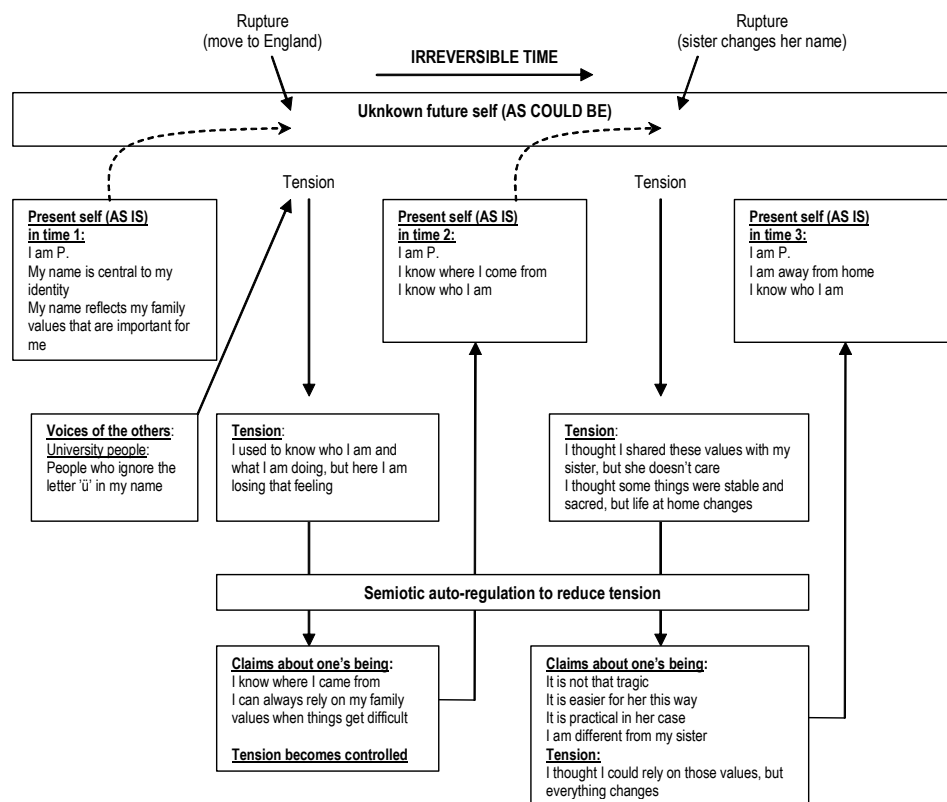 Rupture
(move to England)
Rupture
(sister changes her name)
IRREVERSIBLE TIME
Uknkown future self (AS COULD BE)
Tension
Tension
Present self (AS IS)
in time 1:
I am P.
My name is central to my
identity
My name reflects my family
values that are important for
me
Present self (AS IS)
in time 2:
I am P.
I know where I come from
I know who I am
Present self (AS IS)
in time 3:
I am P.
I am away from home
I know who I am
Voices of the others:
University people:
People who ignore the
letter ’ü’ in my name
Tension:
I used to know who I am and
what I am doing, but here I am
losing that feeling
Tension:
I thought I shared these values with my
sister, but she doesn’t care
I thought some things were stable and
sacred, but life at home changes
Semiotic auto-regulation to reduce tension
Claims about one’s being:
I know where I came from
I can always rely on my family
values when things get difficult
Tension becomes controlled
Claims about one’s being:
It is not that tragic
It is easier for her this way
It is practical in her case
I am different from my sister
Tension:
I thought I could rely on those values, but
everything changes